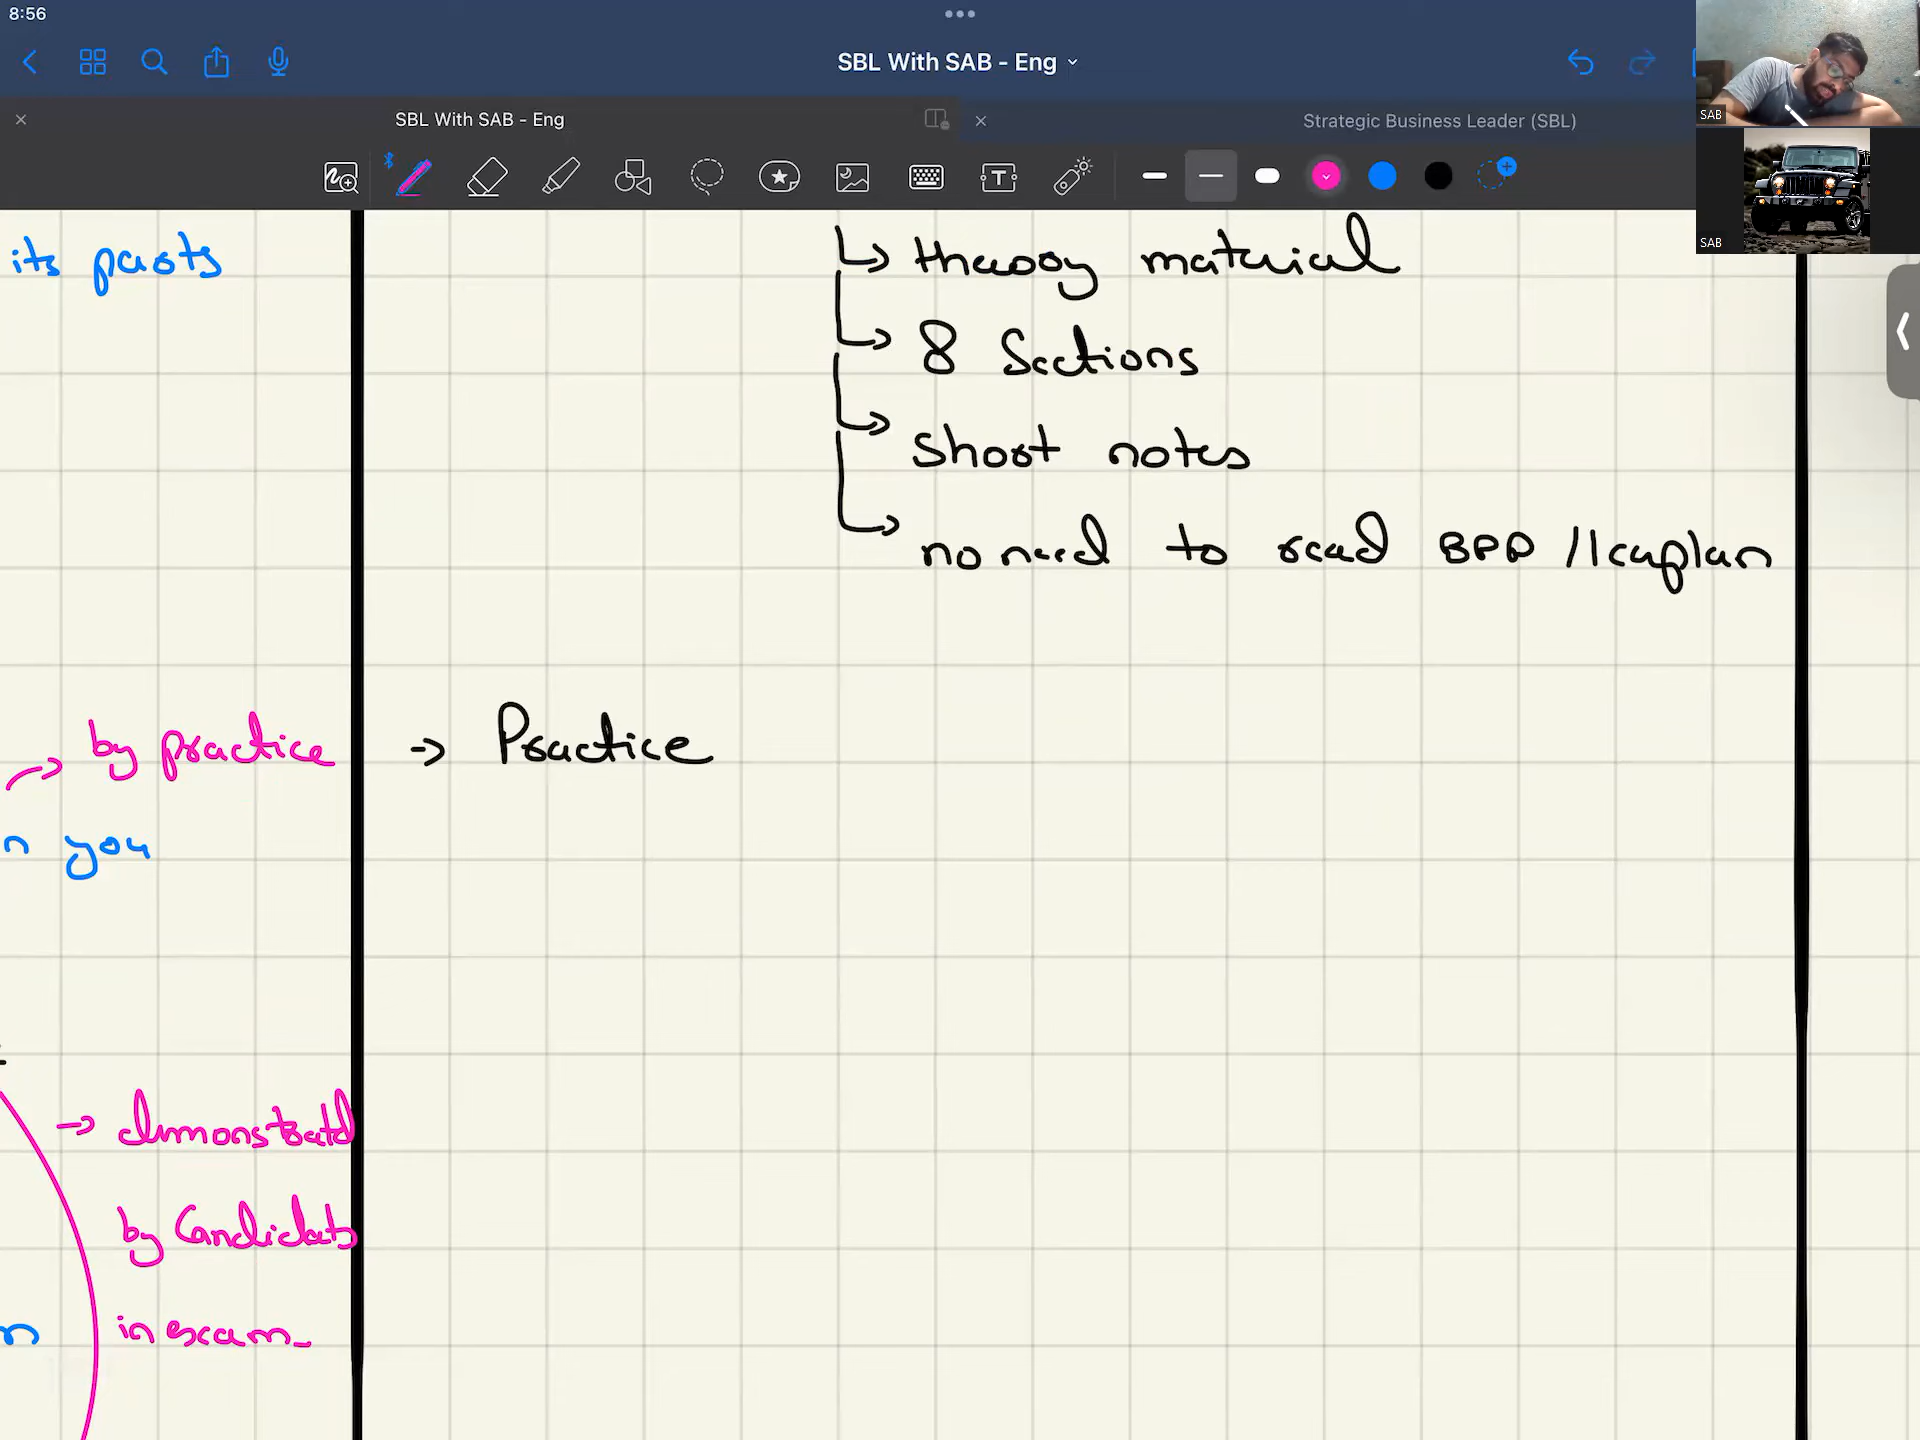 8:56
SBL With SAB - Eng
SBL With SAB - Eng
Strategic Business Leader (SBL)
SAB
SAB
its parts
by practice
n you
demonstrated
by Candidates
n
in exam
theory material
8 Sections
short notes
no need to read BPP / Kaplan
→ Practice